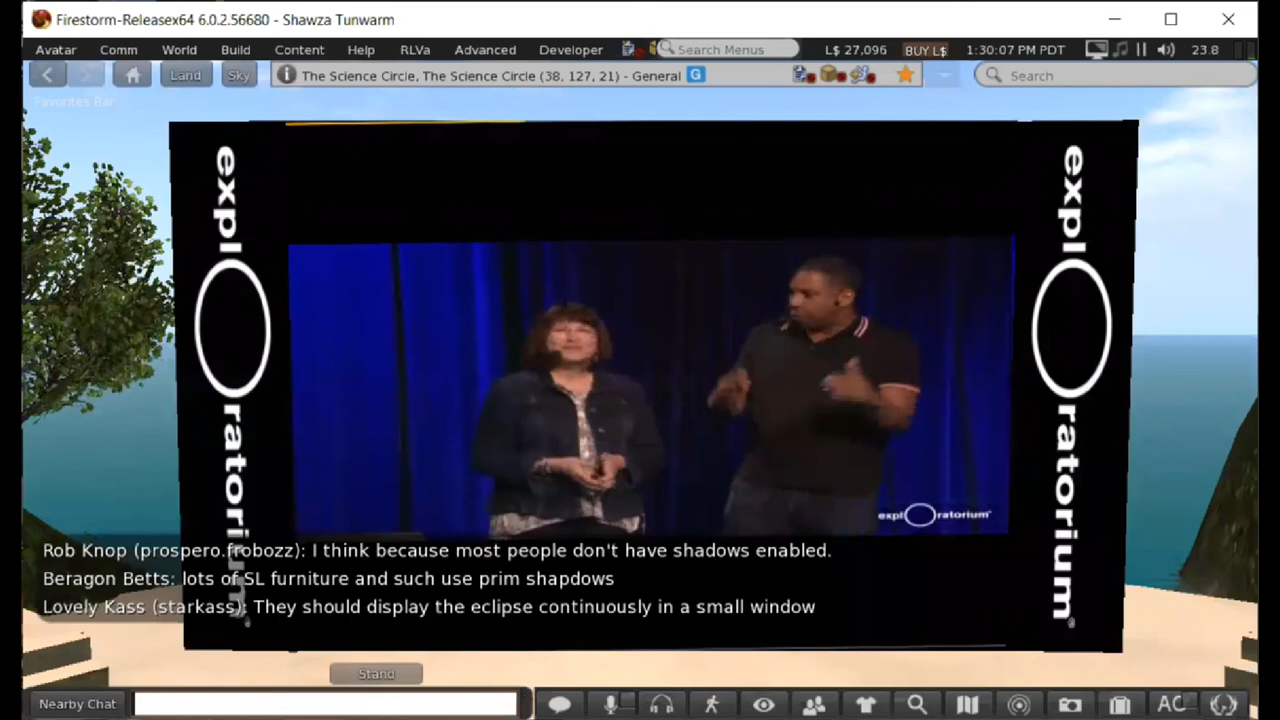 Firestorm-Releasex64 6.0.2.56680 - Shawza Tunwarm
Avatar Comm World Build Content Help RLVa Advanced Developer Search Menus L$ 27,096 BUY L$ 1:30:07 PM PDT 23.8
Land Sky The Science Circle, The Science Circle (38, 127, 21) - General G Search
Favorites Bar
explOratorium
explOratorium
explOratorium
Rob Knop (prospero.frobozz): I think because most people don't have shadows enabled.
Beragon Betts: lots of SL furniture and such use prim shapdows
Lovely Kass (starkass): They should display the eclipse continuously in a small window
Stand
Nearby Chat AC